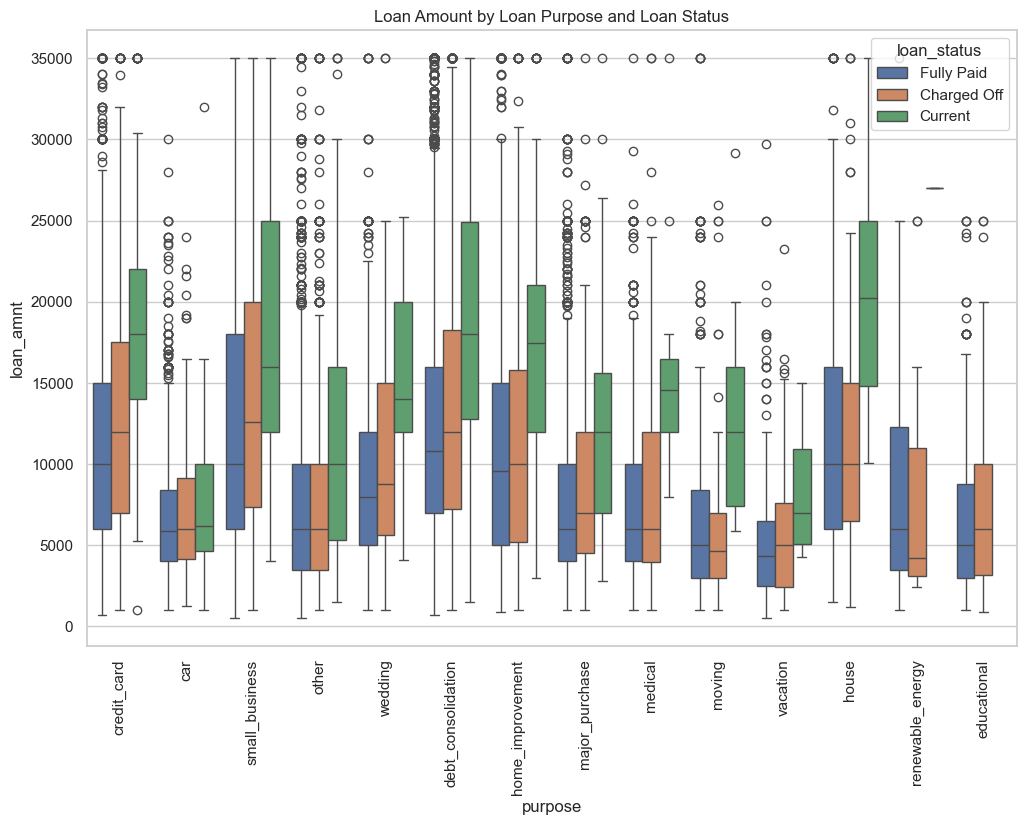 Loan Amount by Loan Purpose and Loan Status
loan_status
Fully Paid
Charged Off
Current
loan_amnt
35000
30000
25000
20000
15000
10000
5000
0
credit_card
car
small_business
other
wedding
debt_consolidation
home_improvement
major_purchase
medical
moving
vacation
house
renewable_energy
educational
purpose